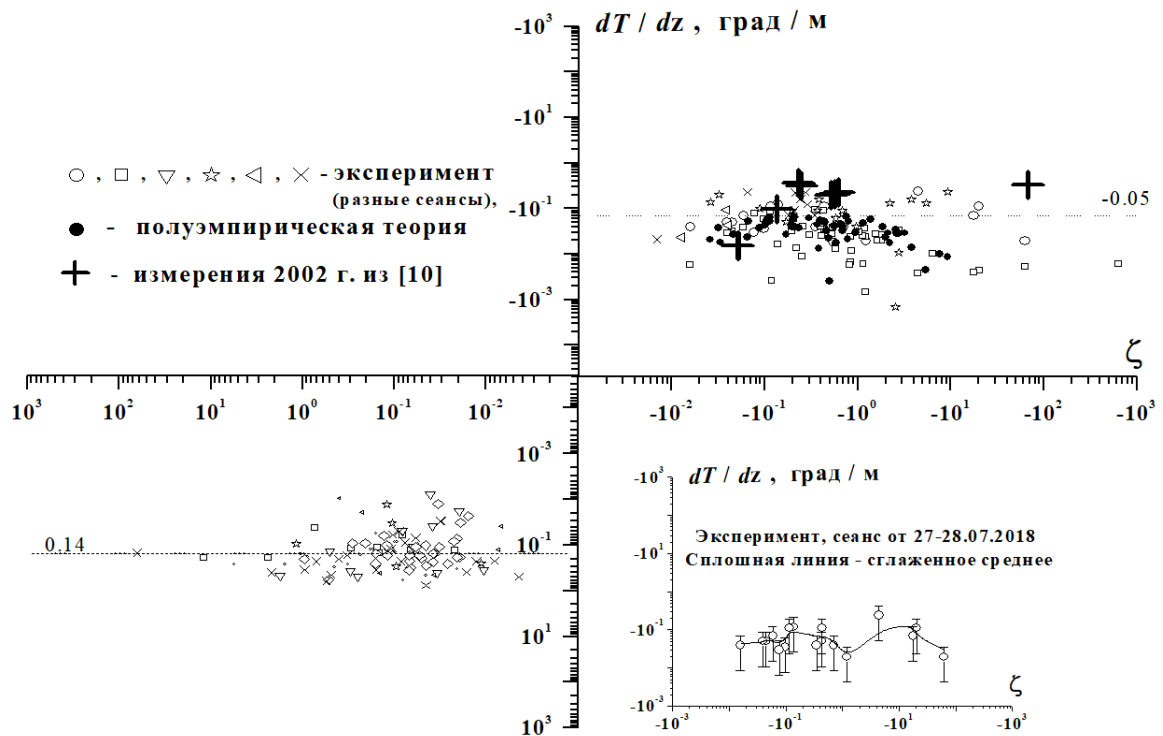 dT / dz , град / м
-10³
-10¹
-10⁻¹
-10⁻³
-0.05
○ , □ , ▽ , ☆ , ◁ , × - эксперимент
(разные сеансы),
● - полуэмпирическая теория
+ - измерения 2002 г. из [10]
ζ
10³ 10² 10¹ 10⁰ 10⁻¹ 10⁻²
-10⁻² -10⁻¹ -10⁰ -10¹ -10² -10³
10⁻³
10⁻¹
10¹
10³
0.14
dT / dz , град / м
-10³
-10¹
-10⁻¹
-10⁻³
Эксперимент, сеанс от 27-28.07.2018
Сплошная линия - сглаженное среднее
ζ
-10⁻³ -10⁻¹ -10¹ -10³